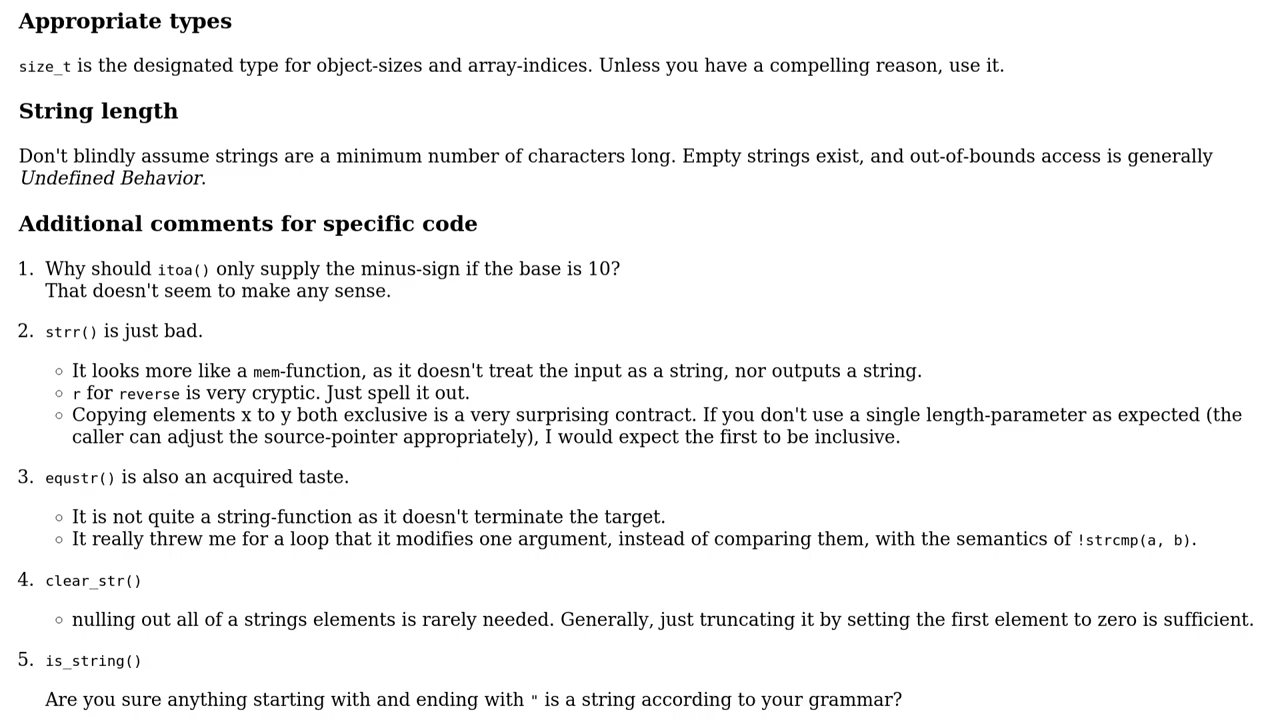 Appropriate types
size_t is the designated type for object-sizes and array-indices. Unless you have a compelling reason, use it.
String length
Don't blindly assume strings are a minimum number of characters long. Empty strings exist, and out-of-bounds access is generally
Undefined Behavior.
Additional comments for specific code
1. Why should itoa() only supply the minus-sign if the base is 10?
That doesn't seem to make any sense.
2. strr() is just bad.
◦ It looks more like a mem-function, as it doesn't treat the input as a string, nor outputs a string.
◦ r for reverse is very cryptic. Just spell it out.
◦ Copying elements x to y both exclusive is a very surprising contract. If you don't use a single length-parameter as expected (the
caller can adjust the source-pointer appropriately), I would expect the first to be inclusive.
3. equstr() is also an acquired taste.
◦ It is not quite a string-function as it doesn't terminate the target.
◦ It really threw me for a loop that it modifies one argument, instead of comparing them, with the semantics of !strcmp(a, b).
4. clear_str()
◦ nulling out all of a strings elements is rarely needed. Generally, just truncating it by setting the first element to zero is sufficient.
5. is_string()
Are you sure anything starting with and ending with " is a string according to your grammar?